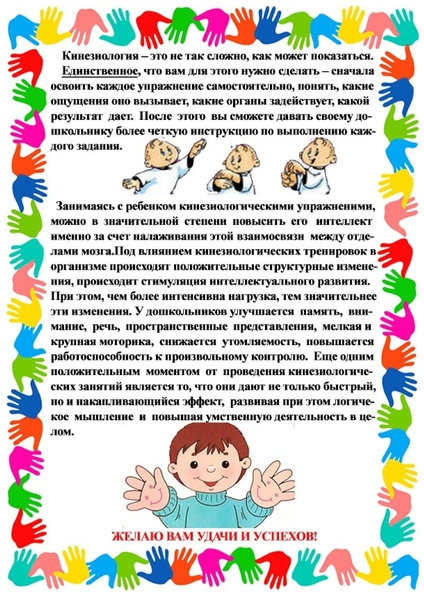 Кинезиология – это не так сложно, как может показаться.
Единственное, что вам для этого нужно сделать – сначала
освоить каждое упражнение самостоятельно, понять, какие
ощущения оно вызывает, какие органы задействует, какой
результат дает. После этого вы сможете давать своему до-
школьнику более четкую инструкцию по выполнению каж-
дого задания.
Занимаясь с ребенком кинезиологическими упражнениями,
можно в значительной степени повысить его интеллект
именно за счет налаживания этой взаимосвязи между отде-
лами мозга.Под влиянием кинезиологических тренировок в
организме происходят положительные структурные измене-
ния, происходит стимуляция интеллектуального развития.
При этом, чем более интенсивна нагрузка, тем значительнее
эти изменения. У дошкольников улучшается память, вни-
мание, речь, пространственные представления, мелкая и
крупная моторика, снижается утомляемость, повышается
работоспособность к произвольному контролю. Еще одним
положительным моментом от проведения кинезиологиче-
ских занятий является то, что они дают не только быстрый,
но и накапливающийся эффект, развивая при этом логиче-
кое мышление и повышая умственную деятельность в це-
лом.
ЖЕЛАЮ ВАМ УДАЧИ И УСПЕХОВ!